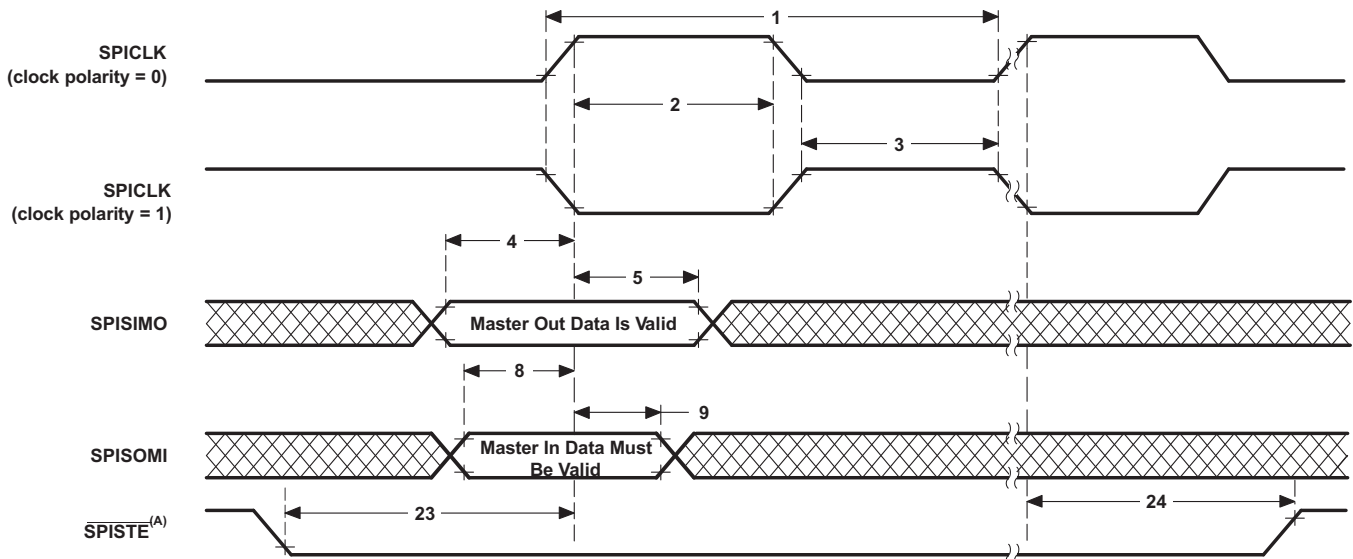 1
SPICLK
(clock polarity = 0)
2
3
SPICLK
(clock polarity = 1)
4
5
SPISIMO
Master Out Data Is Valid
8
9
SPISOMI
Master In Data Must
Be Valid
23
24
SPISTE(A)